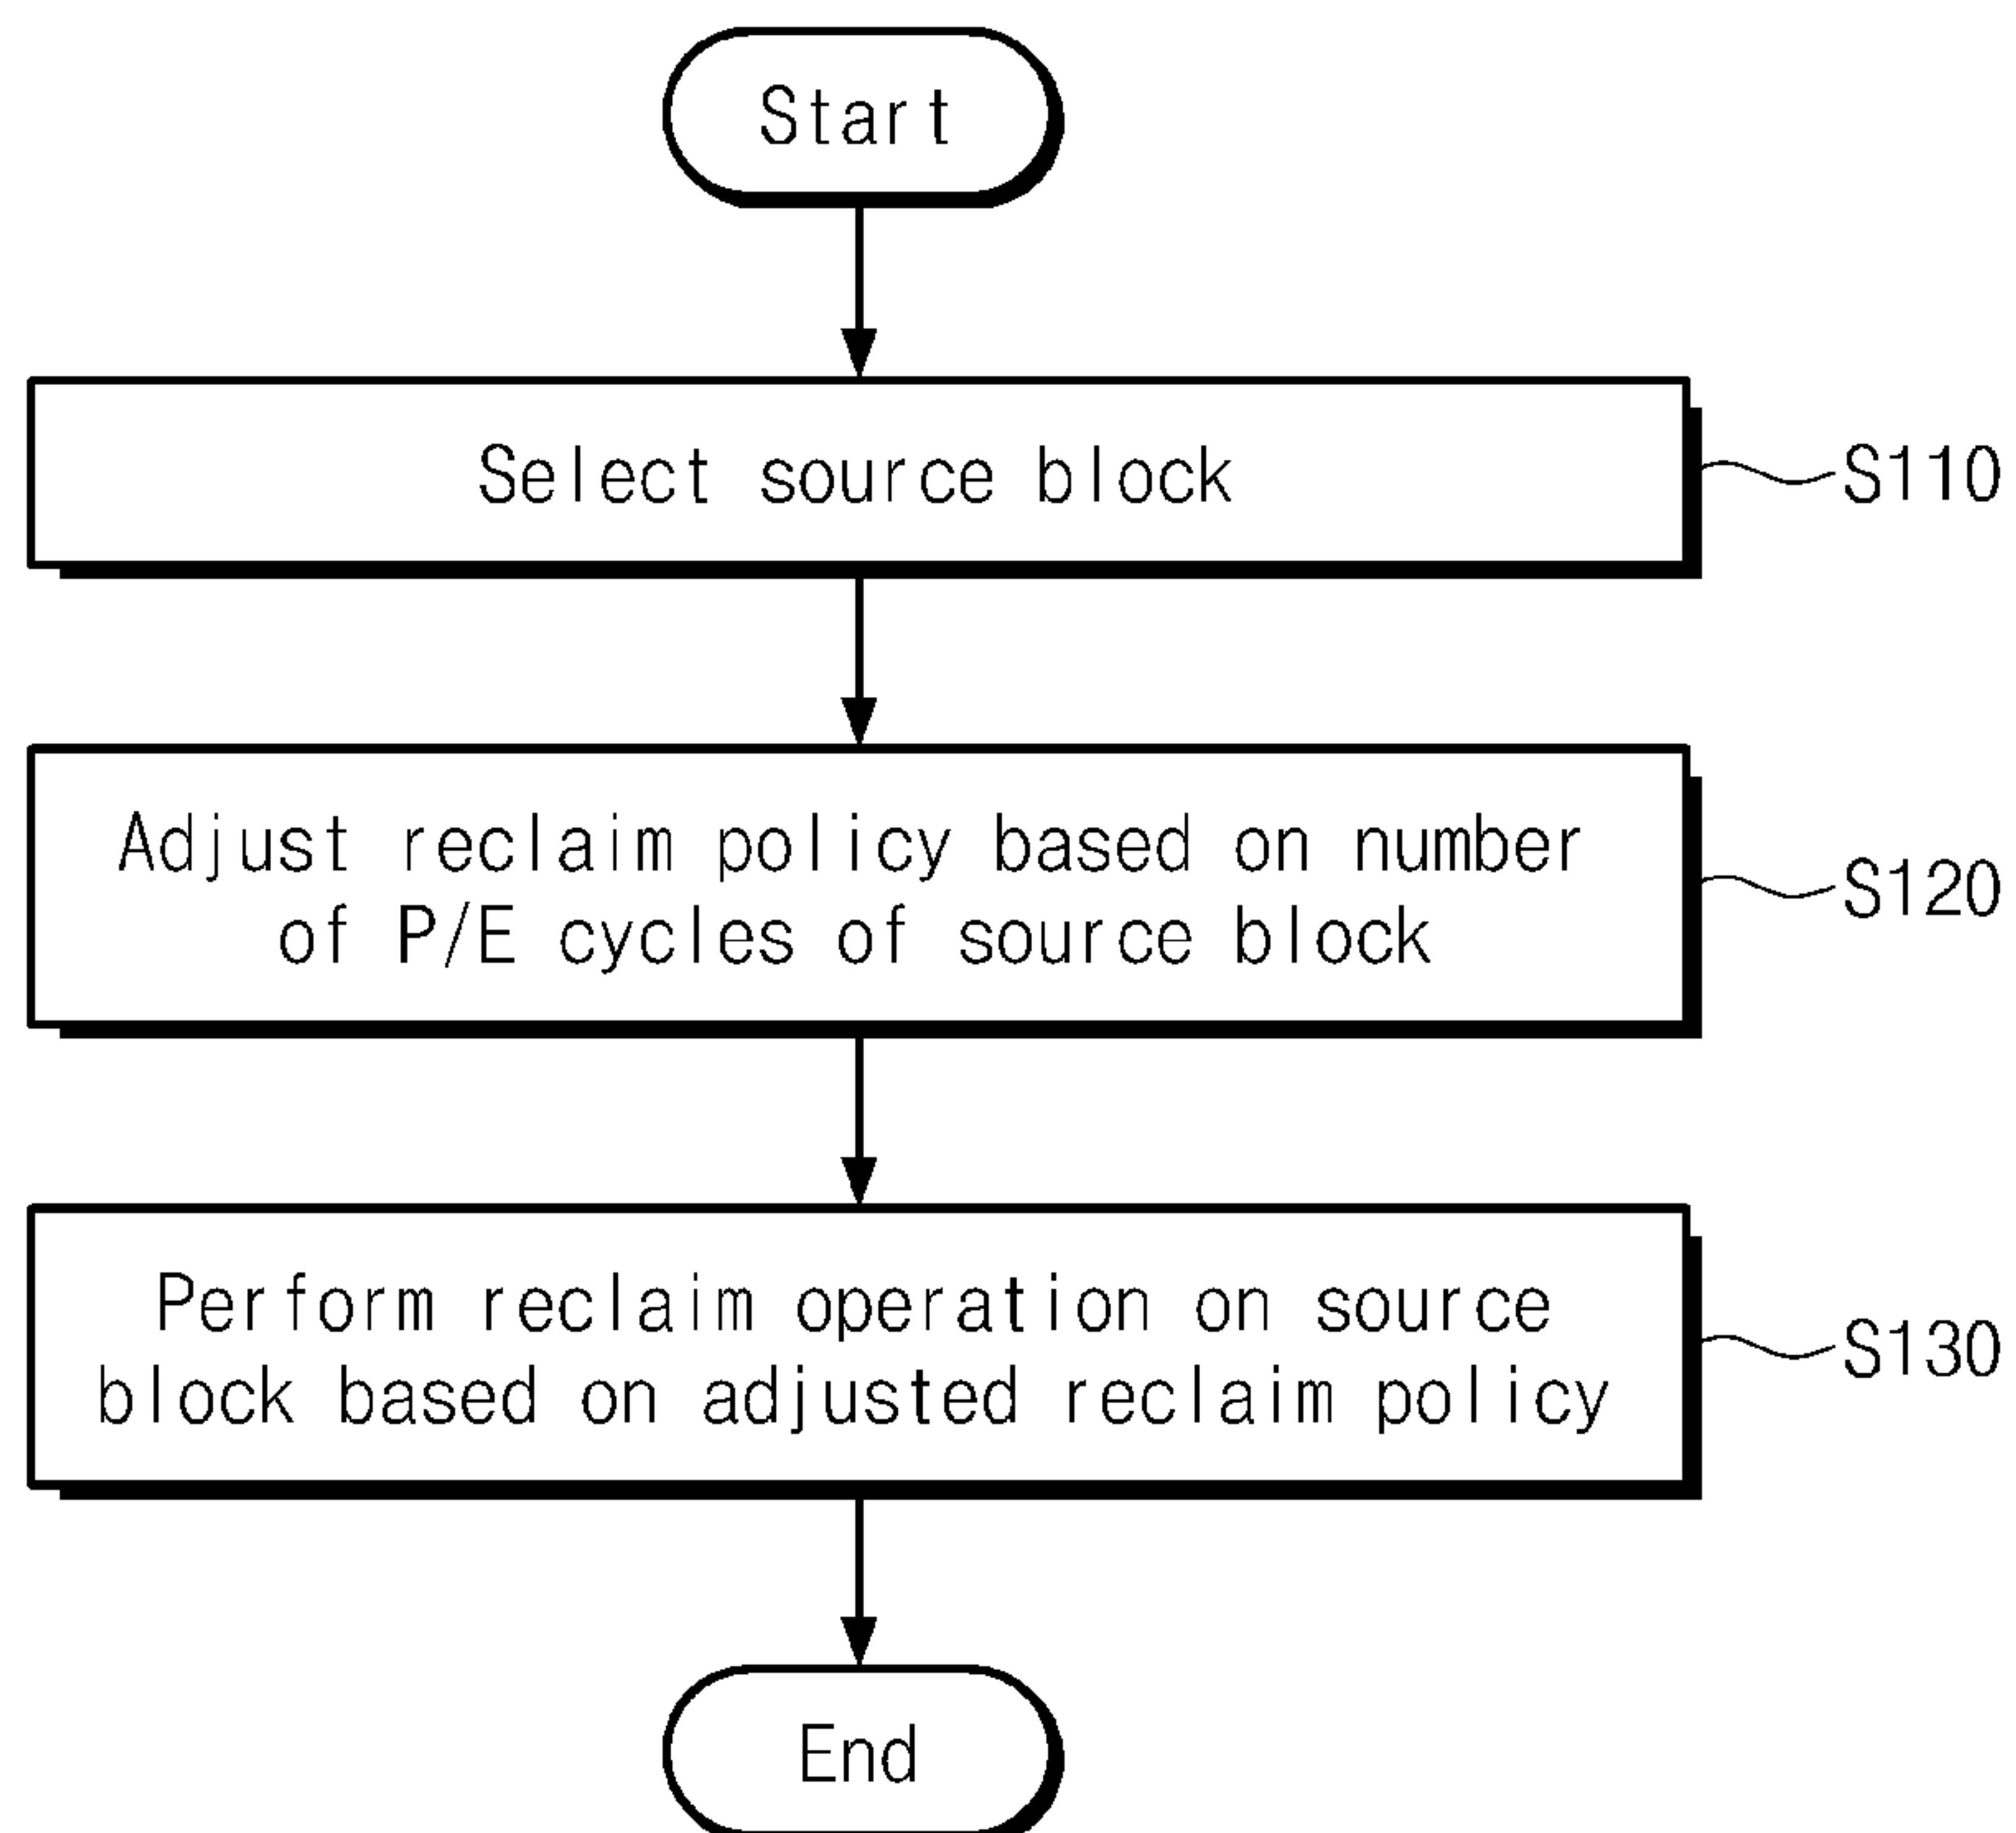 Start
Select source block
S110
Adjust reclaim policy based on number
of P/E cycles of source block
S120
Perform reclaim operation on source
block based on adjusted reclaim policy
S130
End